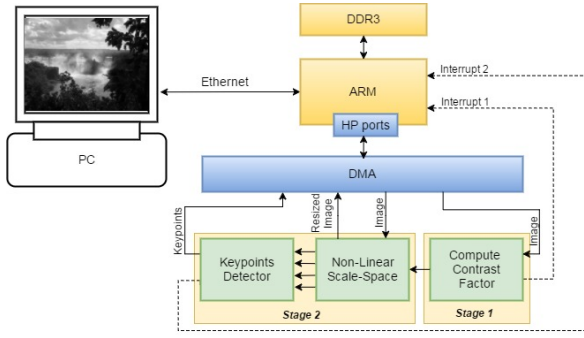 DDR3
Interrupt 2
Ethernet
ARM
Interrupt 1
HP ports
PC
DMA
Keypoints
Resized
Image
Image
Image
Keypoints
Detector
Non-Linear
Scale-Space
Compute
Contrast
Factor
Stage 2
Stage 1